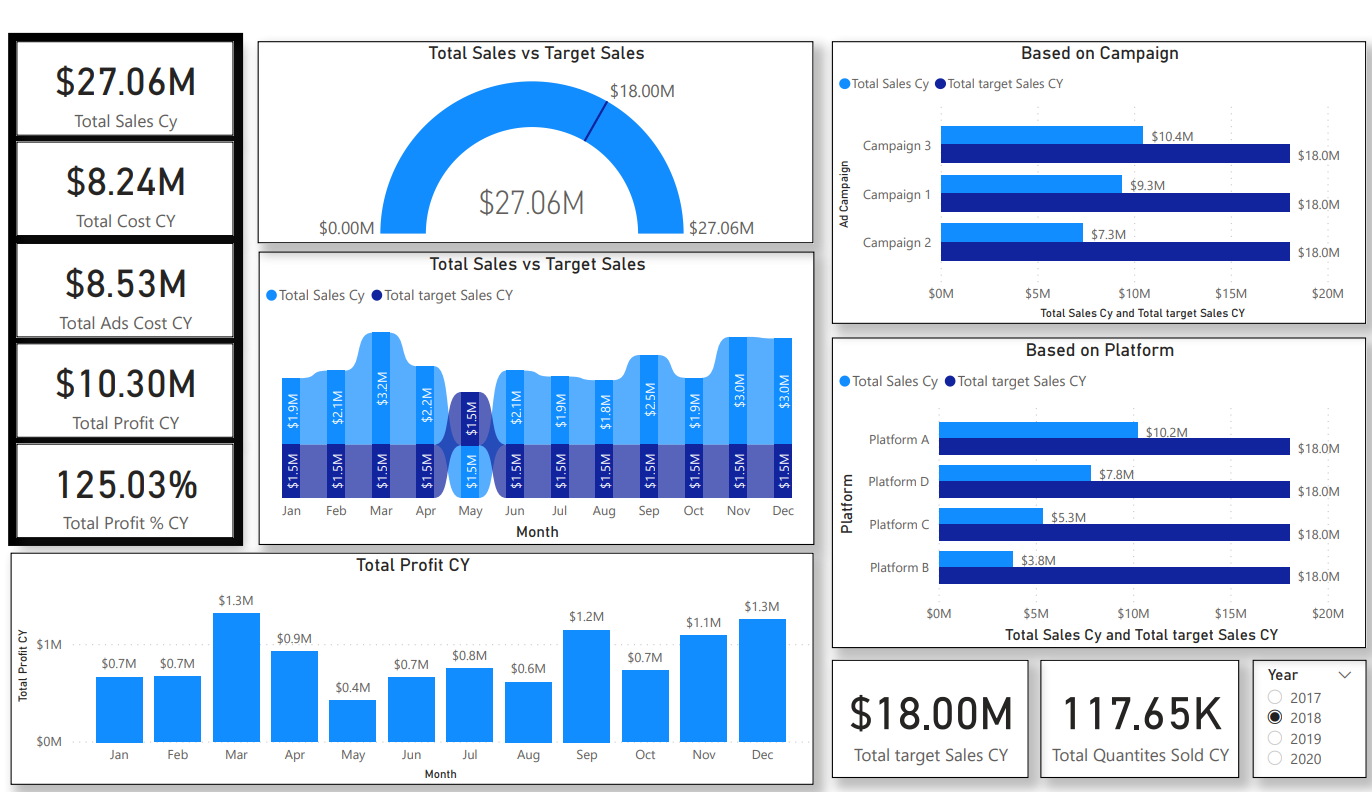 $27.06M
Total Sales Cy
$8.24M
Total Cost CY
$8.53M
Total Ads Cost CY
$10.30M
Total Profit CY
125.03%
Total Profit % CY
Total Sales vs Target Sales
$18.00M
$27.06M
$0.00M
$27.06M
Total Sales vs Target Sales
Total Sales Cy Total target Sales CY
$1.9M $2.1M $3.2M $2.2M $1.5M $2.1M $1.9M $1.8M $2.5M $1.9M $3.0M $3.0M
$1.5M $1.5M $1.5M $1.5M $1.5M $1.5M $1.5M $1.5M $1.5M $1.5M $1.5M $1.5M
Jan Feb Mar Apr May Jun Jul Aug Sep Oct Nov Dec
Month
Total Profit CY
Total Profit CY
$1M
$0M
$0.7M $0.7M $1.3M $0.9M $0.4M $0.7M $0.8M $0.6M $1.2M $0.7M $1.1M $1.3M
Jan Feb Mar Apr May Jun Jul Aug Sep Oct Nov Dec
Month
Based on Campaign
Total Sales Cy Total target Sales CY
Ad Campaign
Campaign 3 $10.4M
$18.0M
Campaign 1 $9.3M
$18.0M
Campaign 2 $7.3M
$18.0M
$0M $5M $10M $15M $20M
Total Sales Cy and Total target Sales CY
Based on Platform
Total Sales Cy Total target Sales CY
Platform
Platform A $10.2M
$18.0M
Platform D $7.8M
$18.0M
Platform C $5.3M
$18.0M
Platform B $3.8M
$18.0M
$0M $5M $10M $15M $20M
Total Sales Cy and Total target Sales CY
$18.00M
Total target Sales CY
117.65K
Total Quantites Sold CY
Year
2017
2018
2019
2020